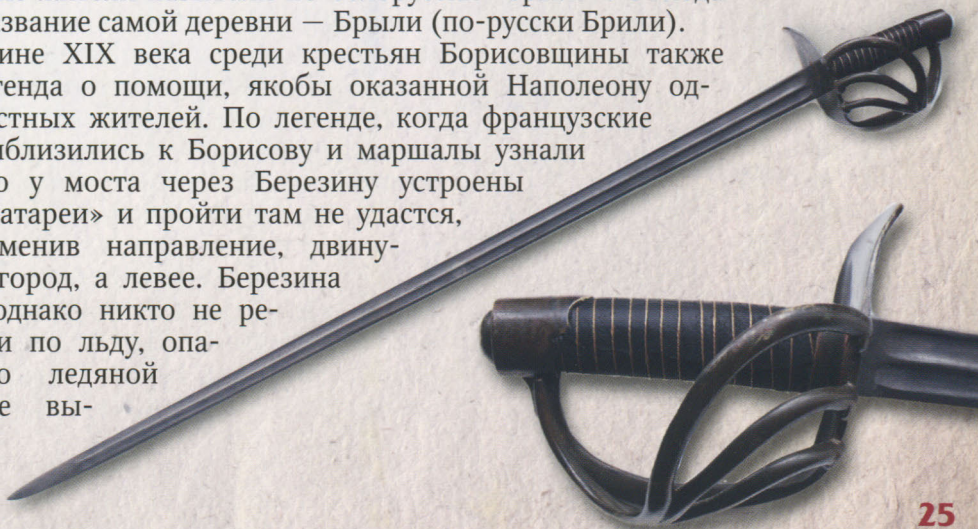 звание самой деревни — Брыли (по-русски Брили).
ине XIX века среди крестьян Борисовщины также
генда о помощи, якобы оказанной Наполеону од-
стных жителей. По легенде, когда французские
иблизились к Борисову и маршалы узнали
о у моста через Березину устроены
атареи» и пройти там не удастся,
менив направление, двину-
город, а левее. Березина
однако никто не ре-
и по льду, опа-
о ледяной
е вы-
25